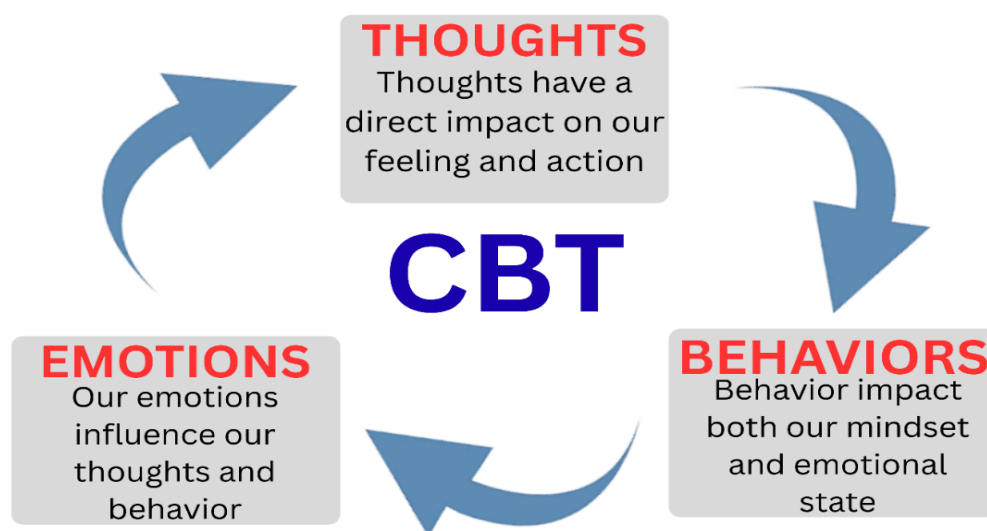 THOUGHTS
Thoughts have a
direct impact on our
feeling and action
CBT
EMOTIONS
Our emotions
influence our
thoughts and
behavior
BEHAVIORS
Behavior impact
both our mindset
and emotional
state